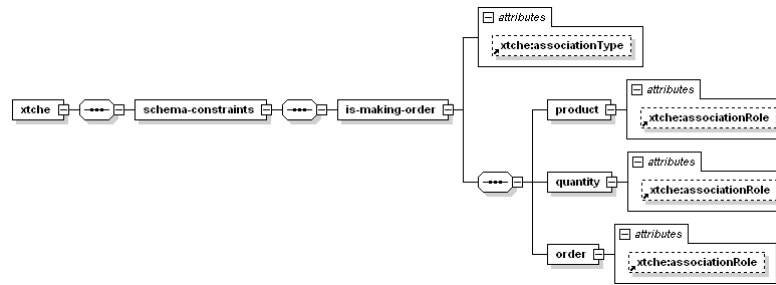 attributes
xtche:associationType
xtche
schema-constraints
is-making-order
attributes
product
xtche:associationRole
attributes
quantity
xtche:associationRole
attributes
order
xtche:associationRole